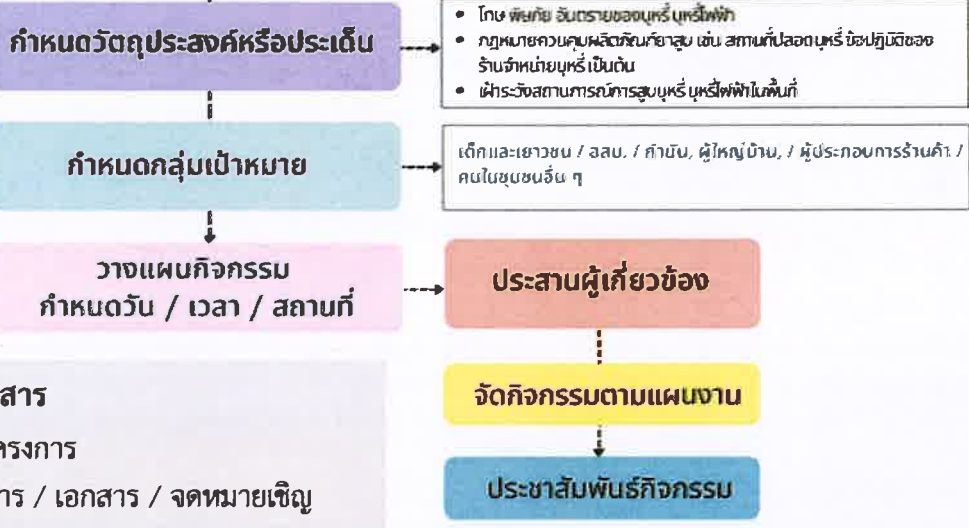 กำหนดวัตถุประสงค์หรือประเด็น
• โทษ พิษภัย อันตรายของบุหรี่ บุหรี่ไฟฟ้า
• กฎหมายควบคุมผลิตภัณฑ์ยาสูบ เช่น สถานที่ปลอดบุหรี่ ข้อปฏิบัติของ
ร้านจำหน่ายบุหรี่ เป็นต้น
• เฝ้าระวังสถานการณ์การสูบบุหรี่ บุหรี่ไฟฟ้าในพื้นที่
กำหนดกลุ่มเป้าหมาย
เด็กและเยาวชน / อสม. / กำนัน, ผู้ใหญ่บ้าน, / ผู้ประกอบการร้านค้า /
คนในชุมชนอื่น ๆ
วางแผนกิจกรรม
กำหนดวัน / เวลา / สถานที่
ประสานผู้เกี่ยวข้อง
จัดกิจกรรมตามแผนงาน
ประชาสัมพันธ์กิจกรรม
สาร
ครงการ
าร / เอกสาร / จดหมายเชิญ